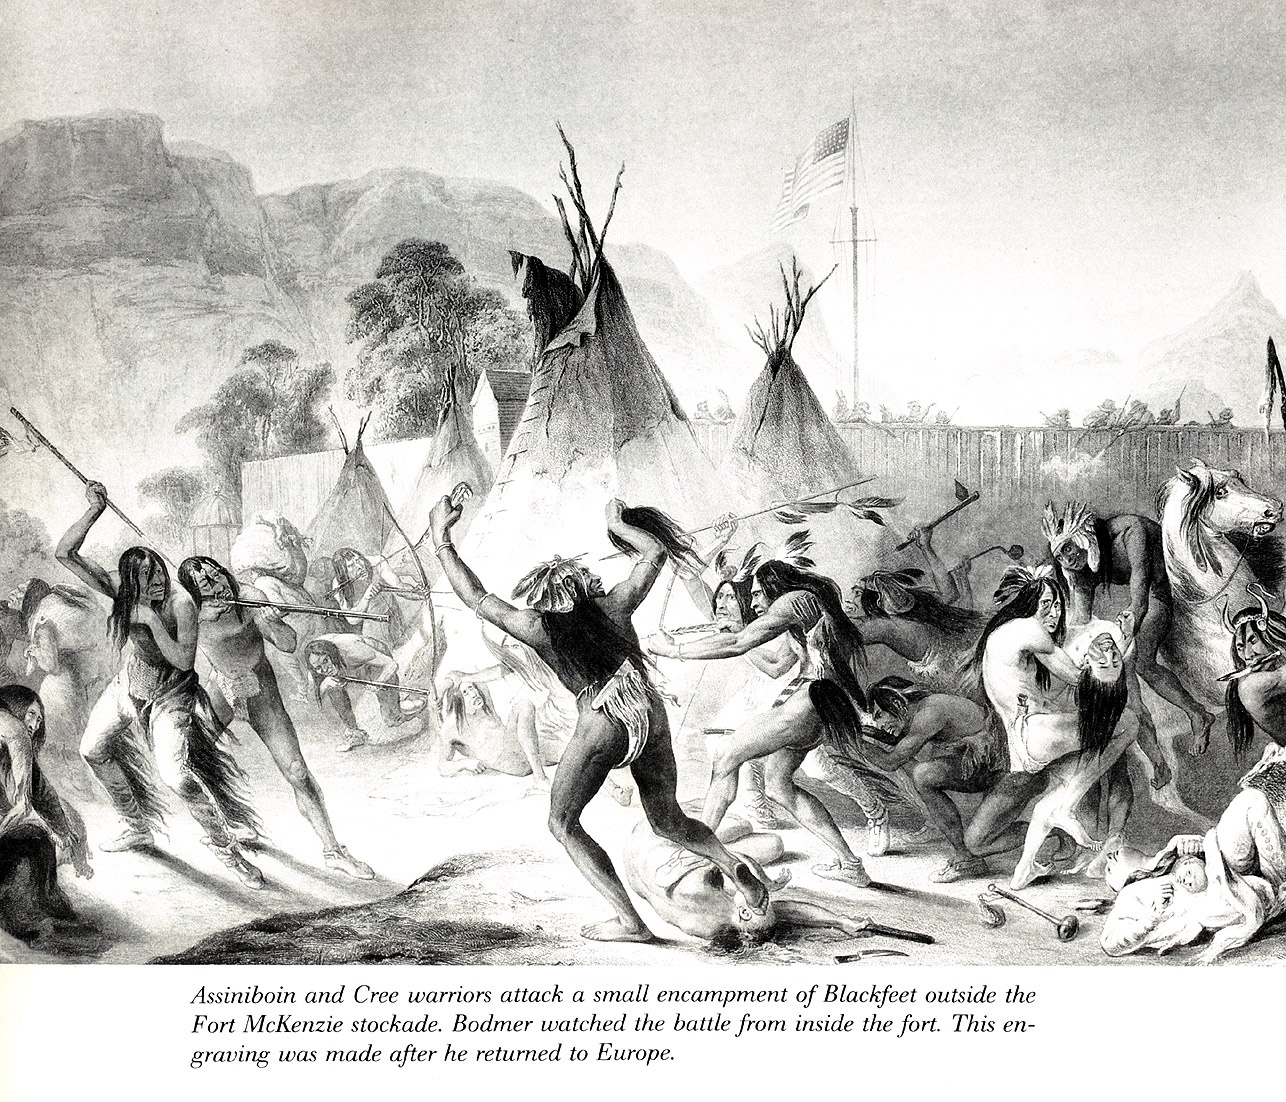 Assiniboin and Cree warriors attack a small encampment of Blackfeet outside the
Fort McKenzie stockade. Bodmer watched the battle from inside the fort. This en-
graving was made after he returned to Europe.